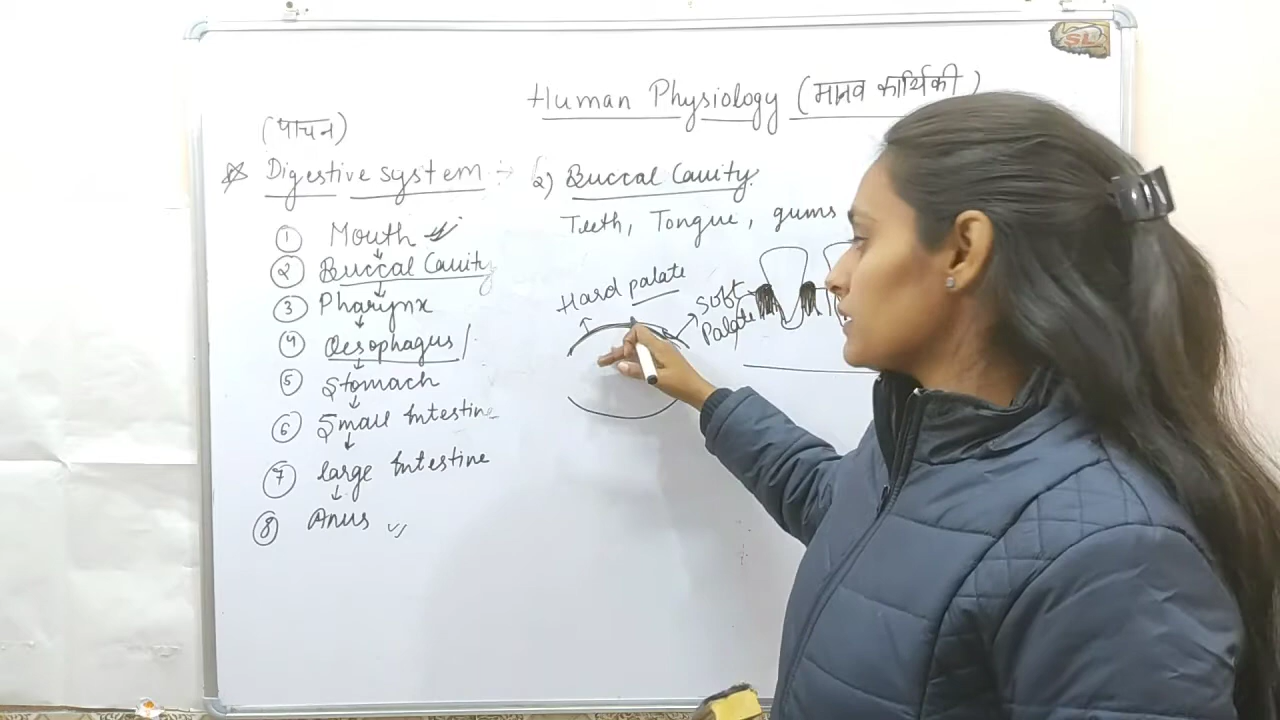 Human Physiology (मानव कार्यिकी)
(पाचन)
Digestive system :-
① Mouth
② Buccal Cavity
③ Pharynx
④ Oesophagus
⑤ Stomach
⑥ Small Intestine
⑦ large Intestine
⑧ Anus
2) Buccal Cavity
Teeth, Tongue, gums
Hard palate
Soft
Palate
SL